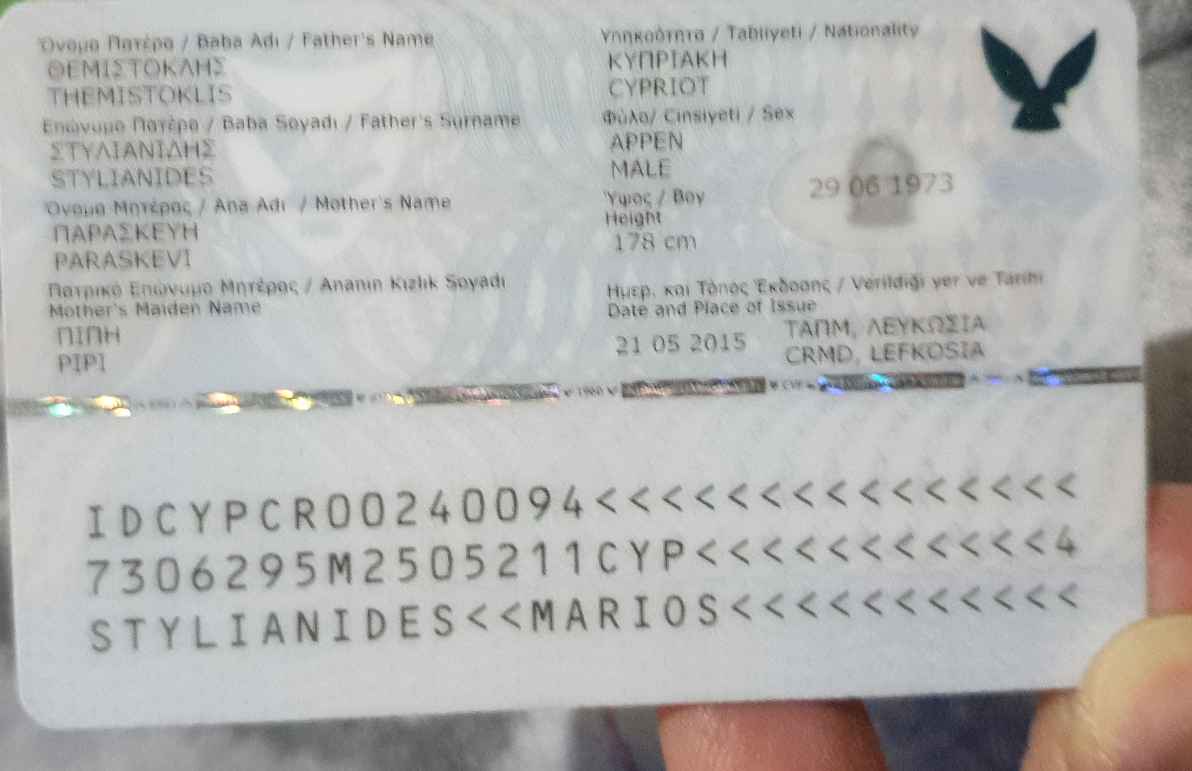 Όνομα Πατέρα / Baba Adı / Father's Name
ΘΕΜΙΣΤΟΚΛΗΣ
THEMISTOKLIS
Επώνυμο Πατέρα / Baba Soyadı / Father's Surname
ΣΤΥΛΙΑΝΙΔΗΣ
STYLIANIDES
Όνομα Μητέρας / Ana Adı / Mother's Name
ΠΑΡΑΣΚΕΥΗ
PARASKEVI
Πατρικό Επώνυμο Μητέρας / Ananın Kızlık Soyadı
Mother's Maiden Name
ΠΙΠΗ
PIPI
Υπηκοότητα / Tabiiyeti / Nationality
ΚΥΠΡΙΑΚΗ
CYPRIOT
Φύλο/ Cinsiyeti / Sex
ΑΡΡΕΝ
MALE
29 06 1973
Ύψος / Boy
Height
178 cm
Ημερ. και Τόπος Έκδοσης / Verildiği yer ve Tarihi
Date and Place of Issue
21 05 2015
ΤΑΠΜ, ΛΕΥΚΩΣΙΑ
CRMD, LEFKOSIA
IDCYPCR00240094<<<<<<<<<<<<<<<
7306295M2505211CYP<<<<<<<<<<<4
STYLIANIDES<<MARIOS<<<<<<<<<<<